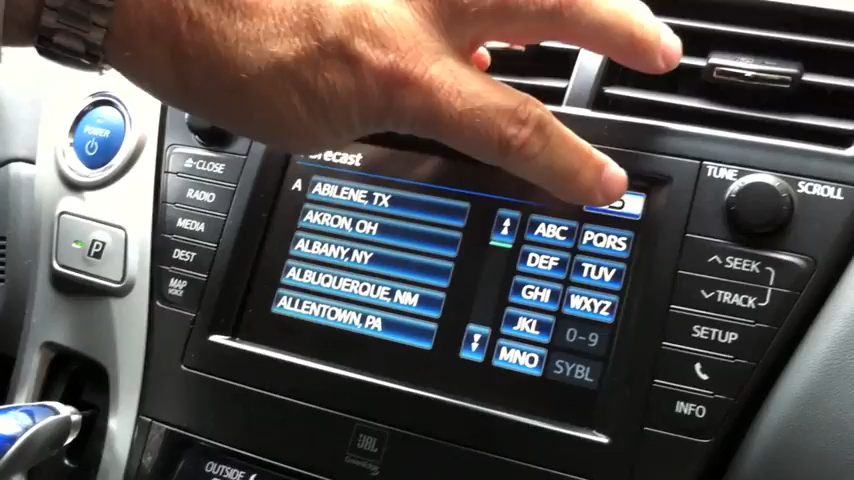 POWER
P
CLOSE
RADIO
MEDIA
DEST
MAP
VOICE
ecast
A
ABILENE, TX
AKRON, OH
ALBANY, NY
ALBUQUERQUE, NM
ALLENTOWN, PA
ABC
PQRS
DEF
TUV
GHI
WXYZ
JKL
0-9
MNO
SYBL
TUNE
SCROLL
SEEK
TRACK
SETUP
INFO
JBL
OUTSIDE